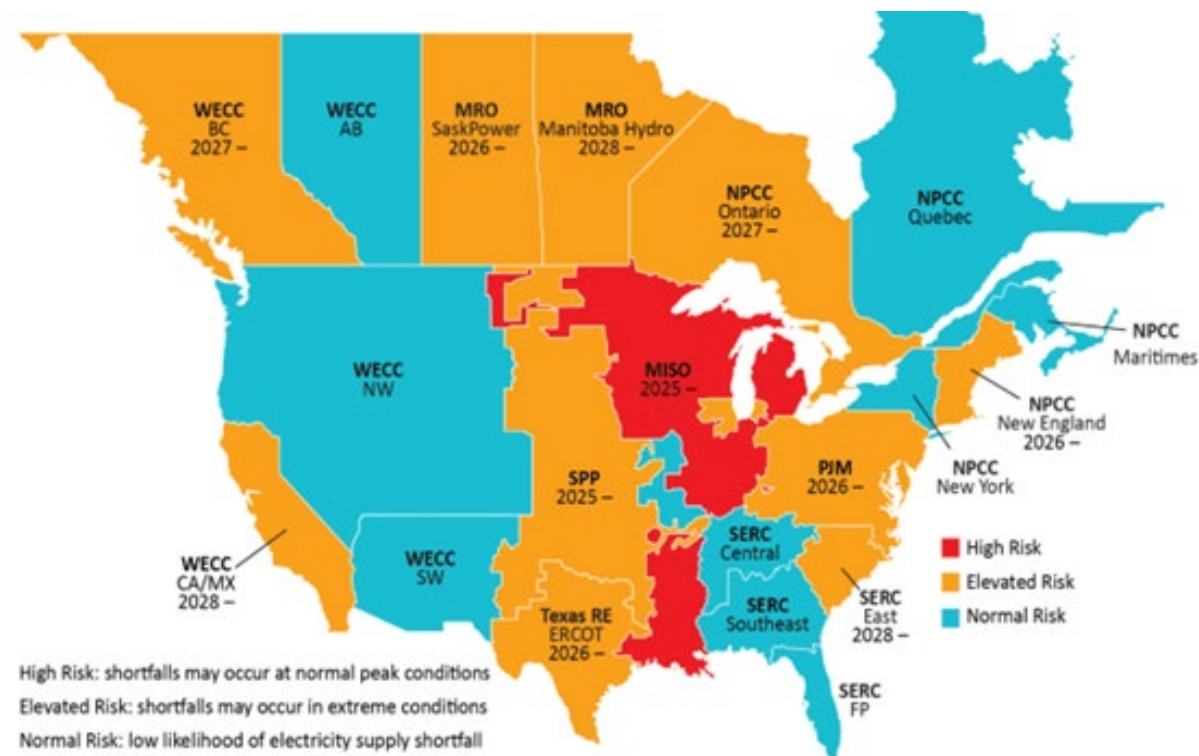 WECC
BC
2027 –
WECC
AB
MRO
SaskPower
2026 –
MRO
Manitoba Hydro
2028 –
NPCC
Ontario
2027 –
NPCC
Quebec
NPCC
Maritimes
WECC
NW
MISO
2025 –
NPCC
New England
2026 –
SPP
2025 –
PJM
2026 –
NPCC
New York
WECC
CA/MX
2028 –
WECC
SW
SERC
Central
SERC
Southeast
SERC
East
2028 –
Texas RE
ERCOT
2026 –
SERC
FP
High Risk
Elevated Risk
Normal Risk
High Risk: shortfalls may occur at normal peak conditions
Elevated Risk: shortfalls may occur in extreme conditions
Normal Risk: low likelihood of electricity supply shortfall